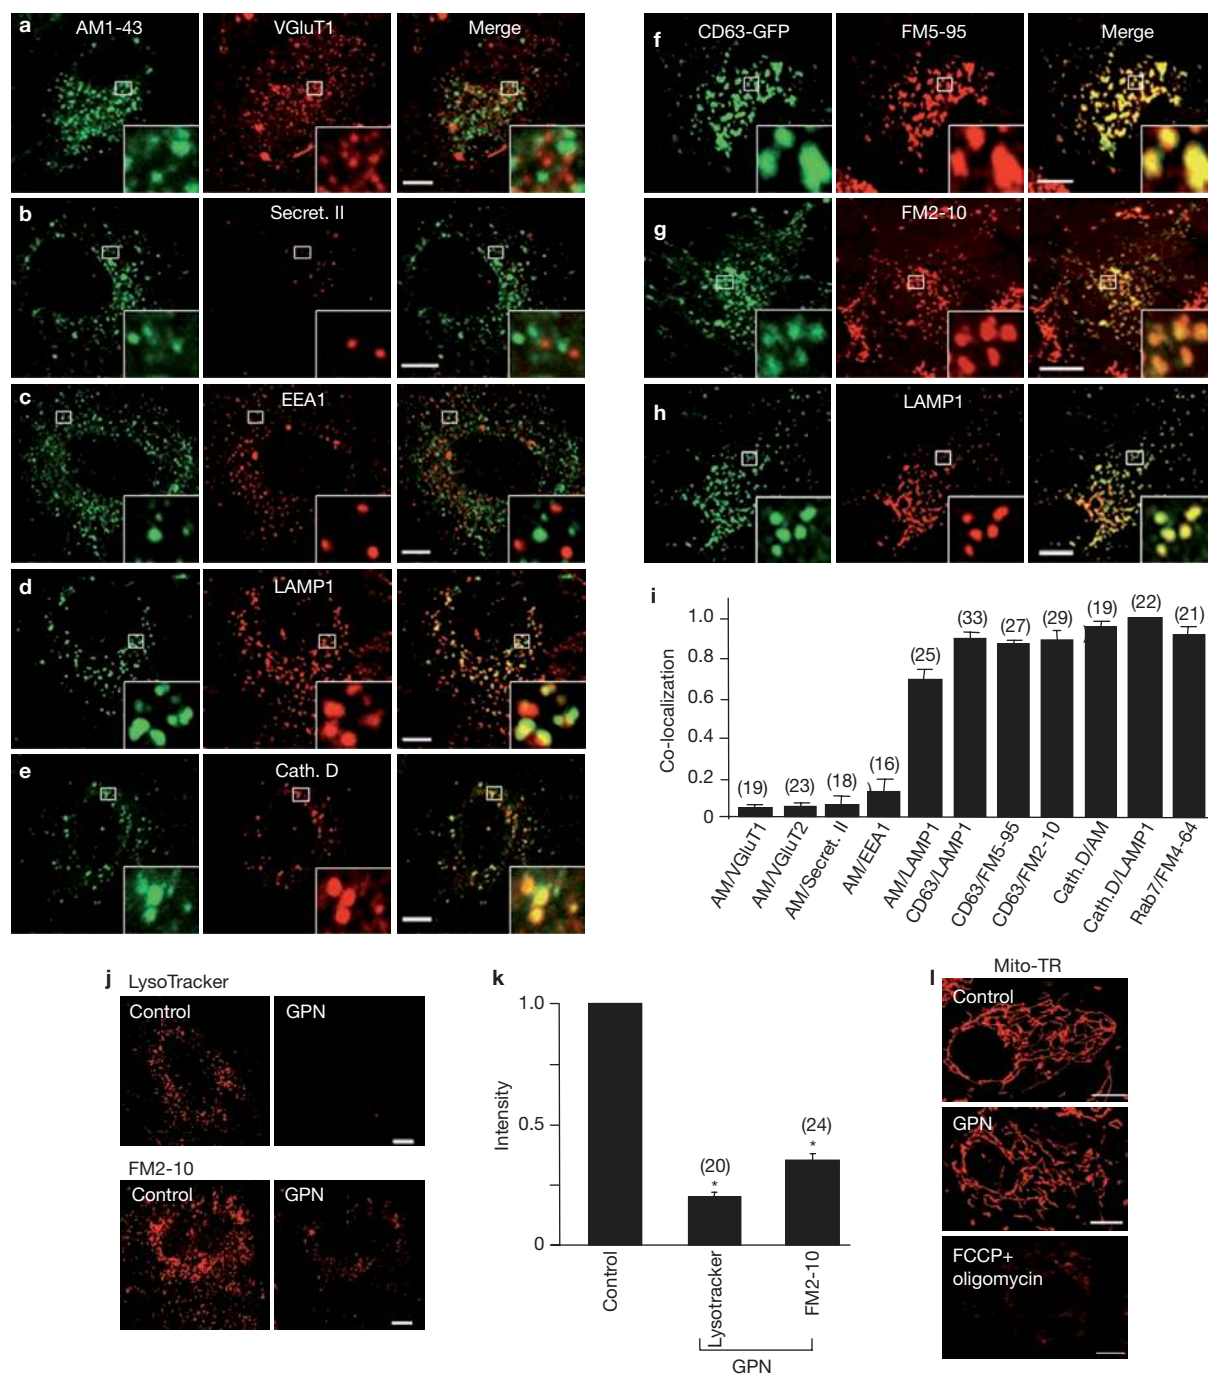 a AM1-43 VGluT1 Merge
b Secret. II
c EEA1
d LAMP1
e Cath. D
f CD63-GFP FM5-95 Merge
g FM2-10
h LAMP1
i
Co-localization
1.0
0.8
0.6
0.4
0.2
0
(19) (23) (18) (16) (25) (33) (27) (29) (19) (22) (21)
AM/VGluT1
AM/VGluT2
AM/Secret. II
AM/EEA1
AM/LAMP1
CD63/LAMP1
CD63/FM5-95
CD63/FM2-10
Cath.D/AM
Cath.D/LAMP1
Rab7/FM4-64
j LysoTracker
Control GPN
FM2-10
Control GPN
k
Intensity
1.0
0.5
0
(20)
*
(24)
*
Control
Lysotracker
FM2-10
GPN
l Mito-TR
Control
GPN
FCCP+
oligomycin